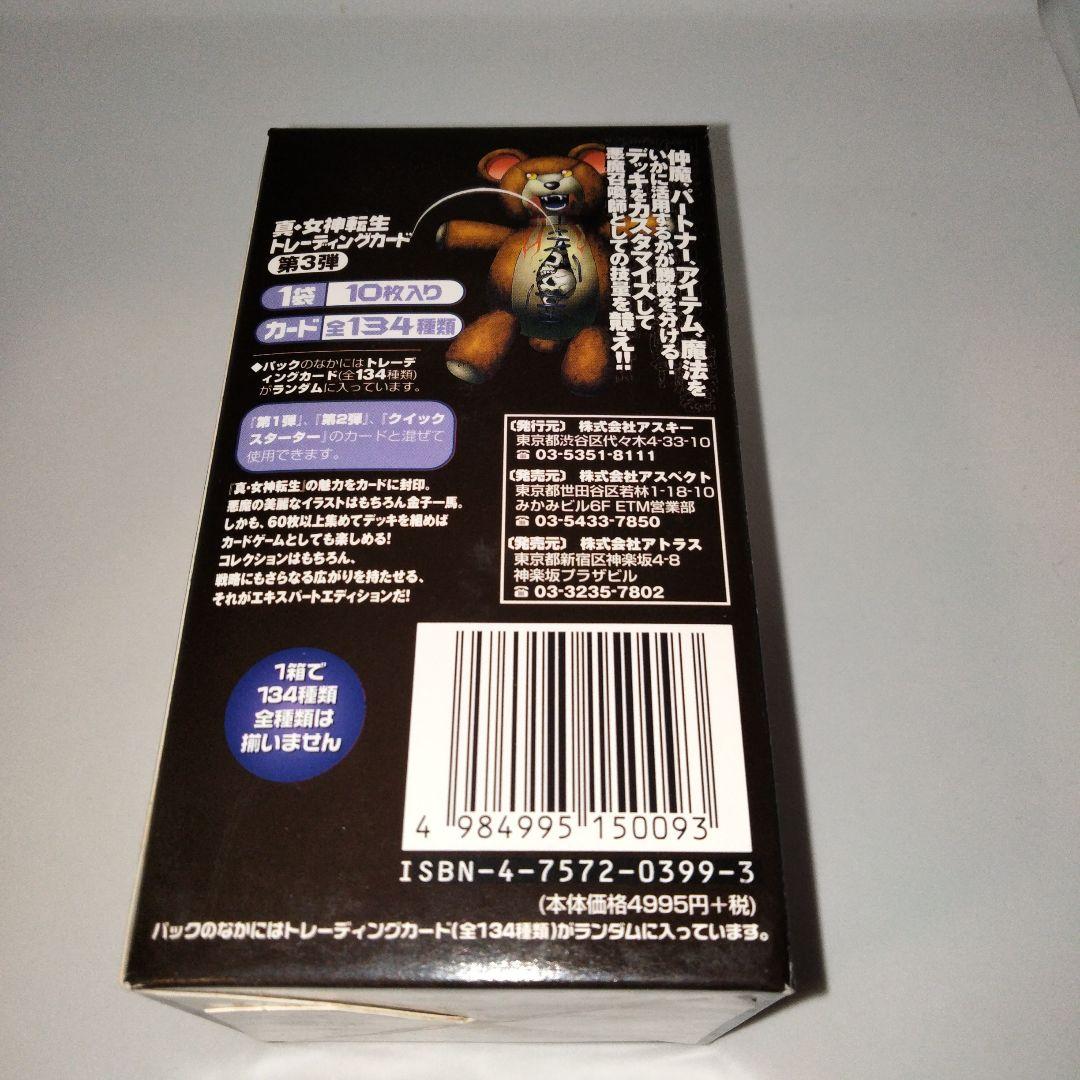 仲魔、パートナー、アイテム、魔法を
いかに活用するかが勝敗を分ける!
デッキをカスタマイズして
悪魔召喚師としての技量を競え!!
真・女神転生
トレーディングカード
第3弾
1袋 10枚入り
カード 全134種類
◆パックのなかにはトレーデ
ィングカード(全134種類)
がランダムに入っています。
『第1弾』、『第2弾』、『クイック
スターター』のカードと混ぜて
使用できます。
『真・女神転生』の魅力をカードに封印。
悪魔の美麗なイラストはもちろん金子一馬。
しかも、60枚以上集めてデッキを組めば
カードゲームとしても楽しめる!
コレクションはもちろん、
戦略にもさらなる広がりを持たせる、
それがエキスパートエディションだ!
〔発行元〕 株式会社アスキー
東京都渋谷区代々木4-33-10
☎ 03-5351-8111
〔発売元〕 株式会社アスペクト
東京都世田谷区若林1-18-10
みかみビル6F ETM営業部
☎ 03-5433-7850
〔発売元〕 株式会社アトラス
東京都新宿区神楽坂4-8
神楽坂プラザビル
☎ 03-3235-7802
1箱で
134種類
全種類は
揃いません
4 984995 150093
ISBN-4-7572-0399-3
(本体価格4995円+税)
パックのなかにはトレーディングカード(全134種類)がランダムに入っています。